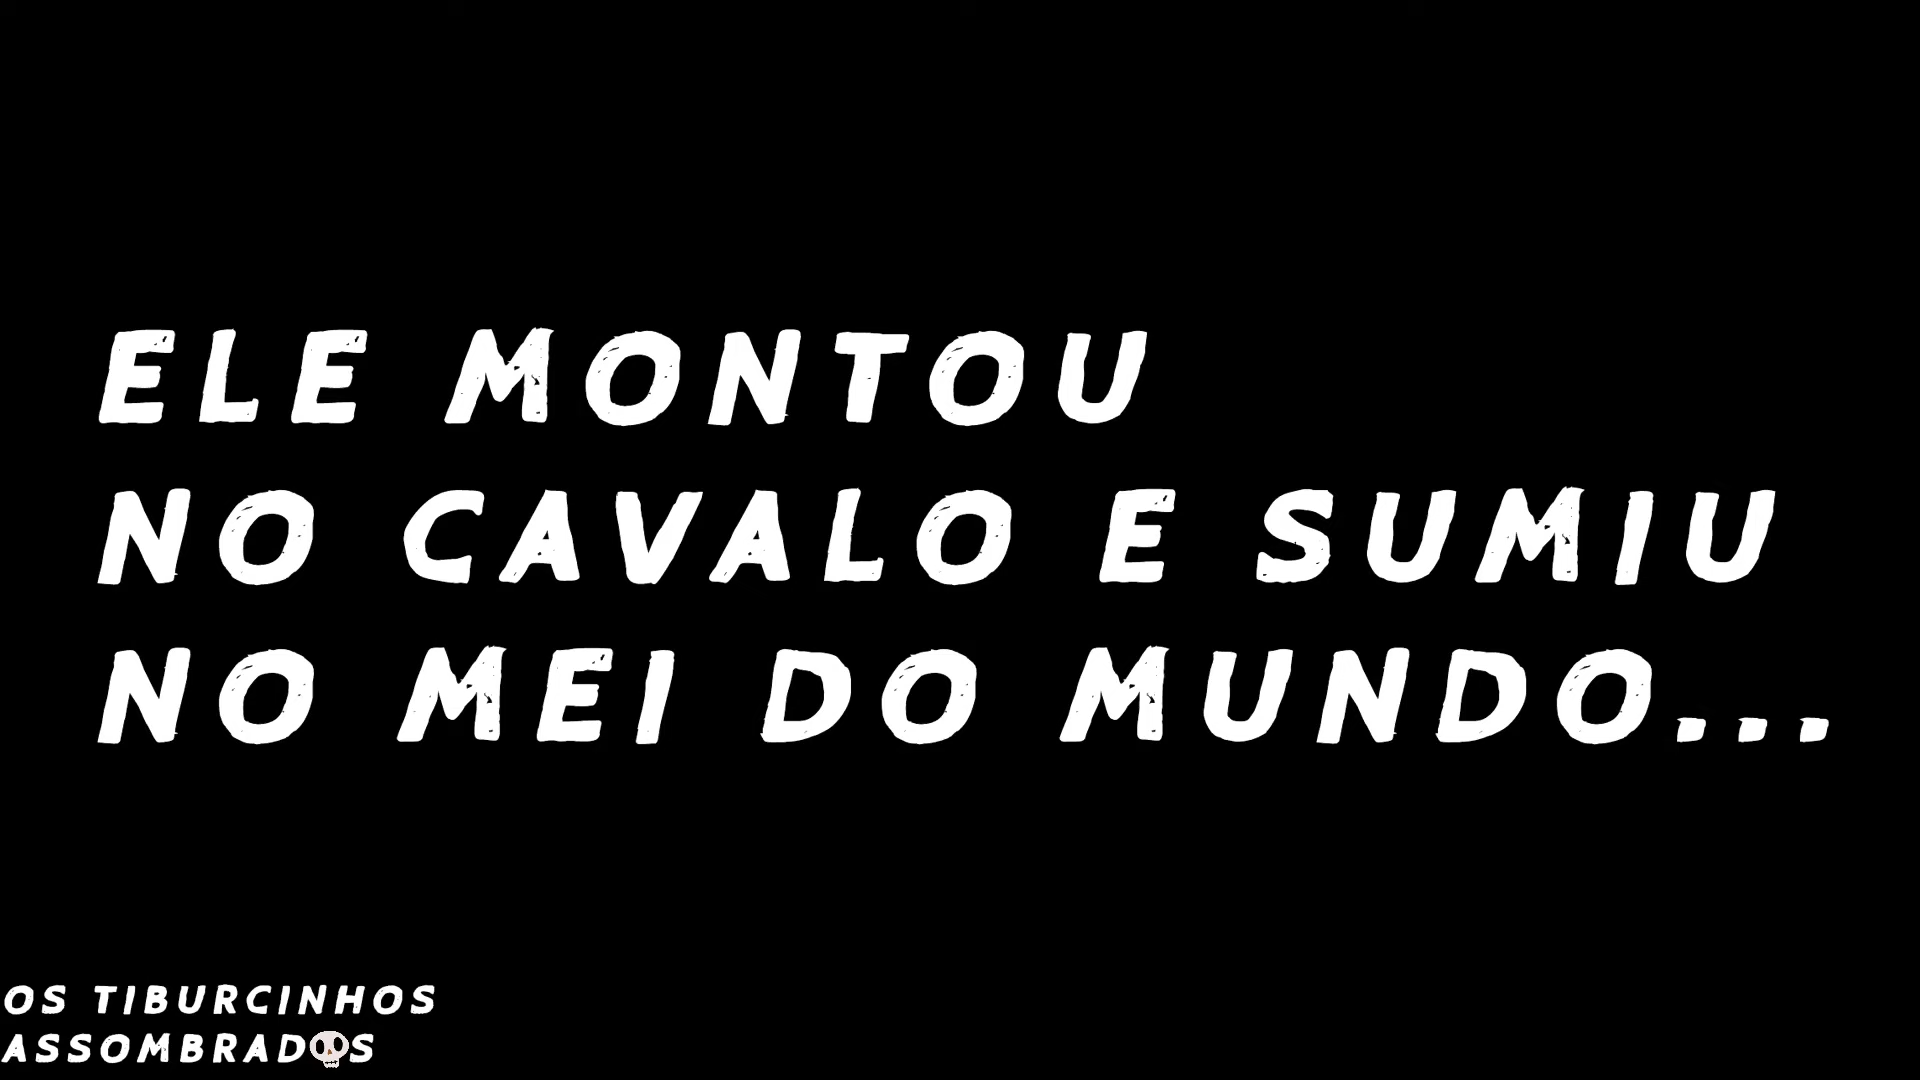 ELE MONTOU
NO CAVALO E SUMIU
NO MEI DO MUNDO...
OS TIBURCINHOS
ASSOMBRADOS